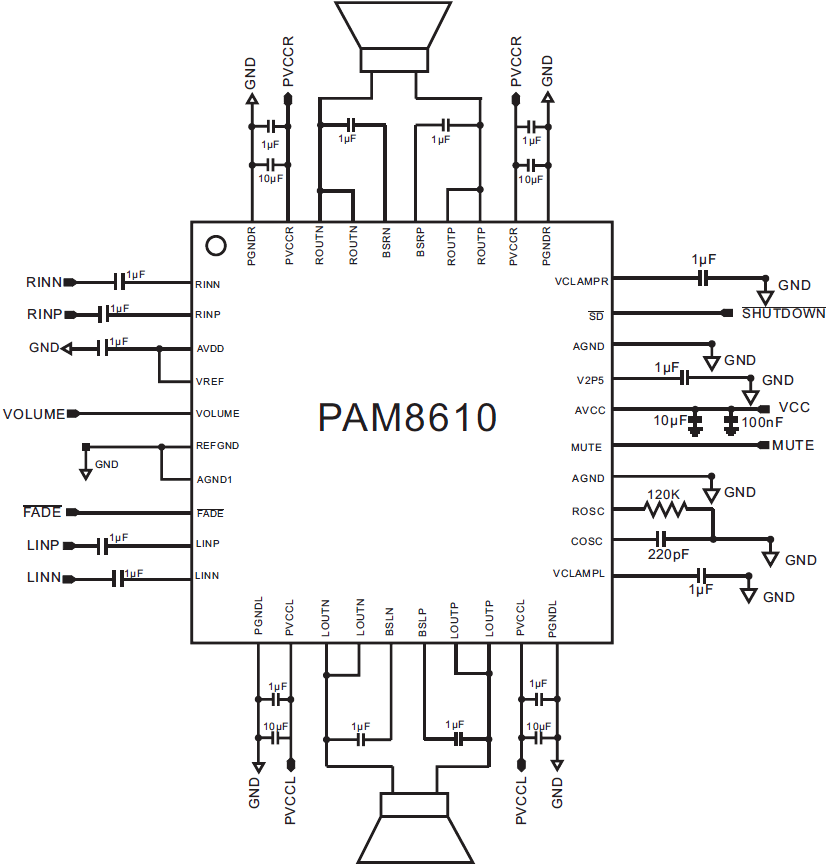 GND
PVCCR
PVCCR
GND
1µF
10µF
1µF
1µF
1µF
10µF
PGNDR
PVCCR
ROUTN
ROUTN
BSRN
BSRP
ROUTP
ROUTP
PVCCR
PGNDR
RINN 1µF RINN
RINP 1µF RINP
GND 1µF AVDD
VREF
VOLUME VOLUME
REFGND
GND
AGND1
FADE FADE
LINP 1µF LINP
LINN 1µF LINN
PAM8610
VCLAMPR 1µF GND
SD SHUTDOWN
AGND GND
V2P5 1µF GND
AVCC 10µF 100nF VCC
MUTE MUTE
AGND GND
ROSC 120K
COSC 220pF GND
VCLAMPL 1µF GND
PGNDL
PVCCL
LOUTN
LOUTN
BSLN
BSLP
LOUTP
LOUTP
PVCCL
PGNDL
1µF
10µF
1µF
1µF
1µF
10µF
GND
PVCCL
PVCCL
GND